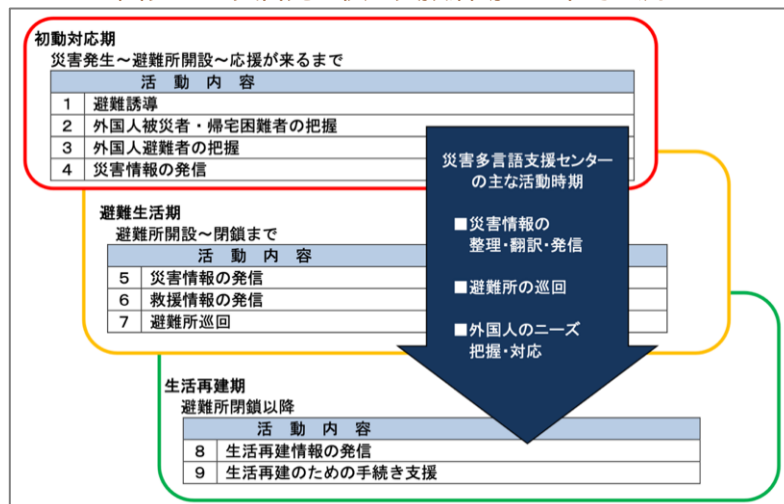 初動対応期
災害発生～避難所開設～応援が来るまで
活 動 内 容
1 避難誘導
2 外国人被災者・帰宅困難者の把握
3 外国人避難者の把握
4 災害情報の発信
避難生活期
避難所開設～閉鎖まで
活 動 内 容
5 災害情報の発信
6 救援情報の発信
7 避難所巡回
生活再建期
避難所閉鎖以降
活 動 内 容
8 生活再建情報の発信
9 生活再建のための手続き支援
災害多言語支援センター
の主な活動時期
■災害情報の
整理・翻訳・発信
■避難所の巡回
■外国人のニーズ
把握・対応